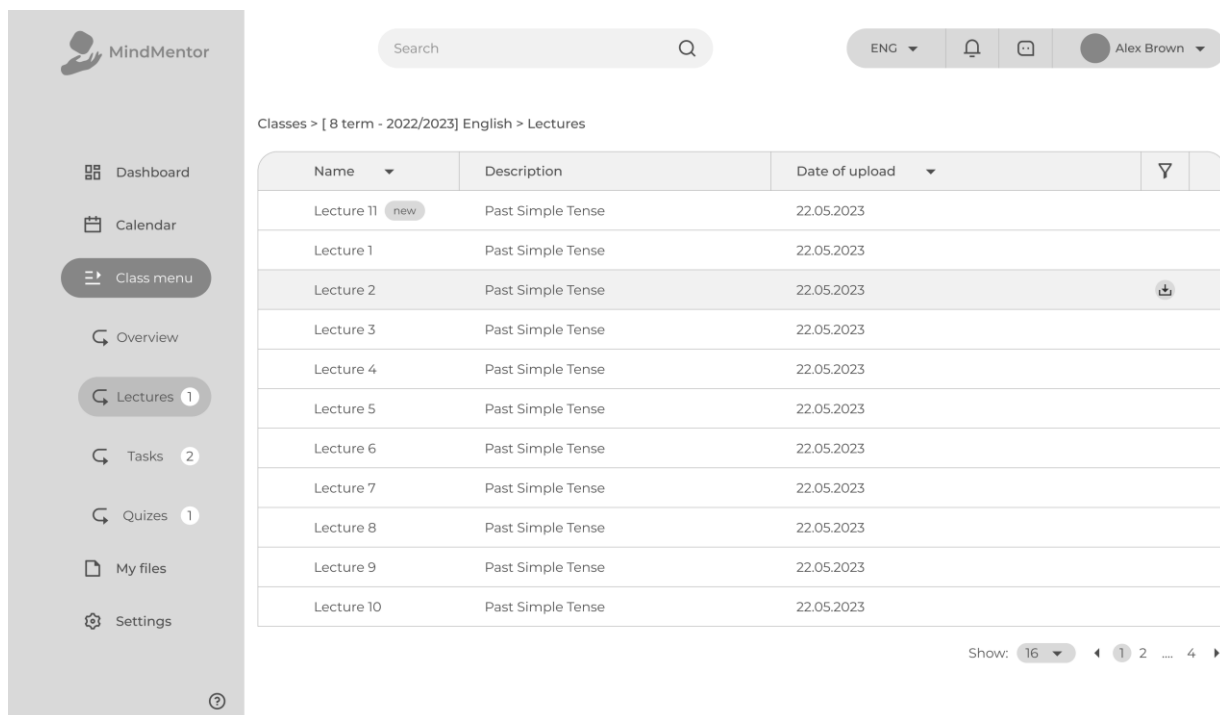 MindMentor
Search
ENG
Alex Brown
Classes > [ 8 term - 2022/2023] English > Lectures
Dashboard
Calendar
Class menu
Overview
Lectures 1
Tasks 2
Quizes 1
My files
Settings
Name Description Date of upload
Lecture 11 new Past Simple Tense 22.05.2023
Lecture 1 Past Simple Tense 22.05.2023
Lecture 2 Past Simple Tense 22.05.2023
Lecture 3 Past Simple Tense 22.05.2023
Lecture 4 Past Simple Tense 22.05.2023
Lecture 5 Past Simple Tense 22.05.2023
Lecture 6 Past Simple Tense 22.05.2023
Lecture 7 Past Simple Tense 22.05.2023
Lecture 8 Past Simple Tense 22.05.2023
Lecture 9 Past Simple Tense 22.05.2023
Lecture 10 Past Simple Tense 22.05.2023
Show: 16 1 2 .... 4
?